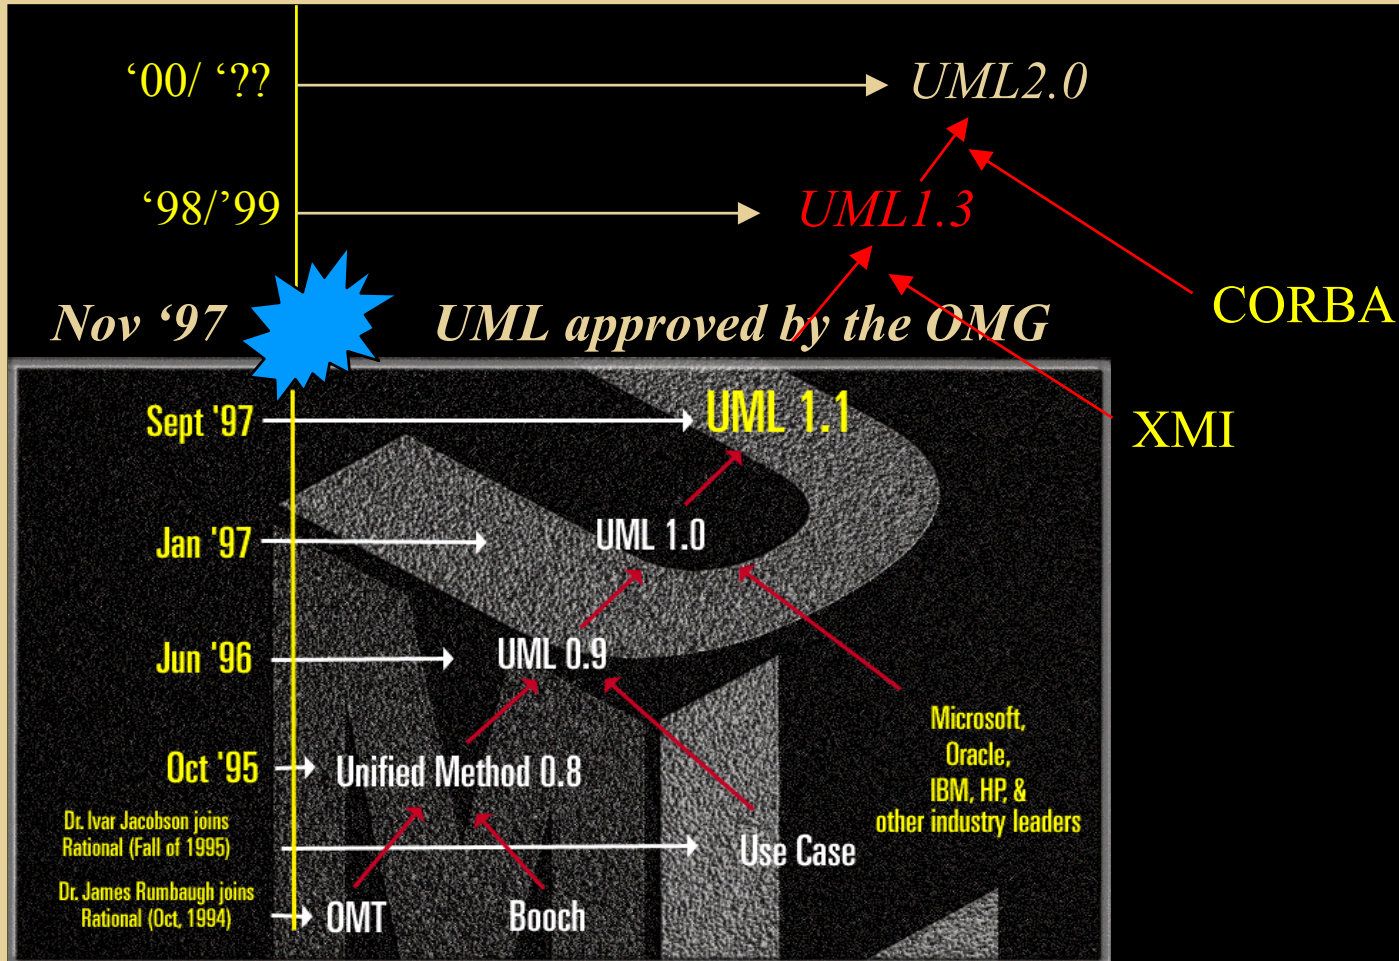 ‘00/ ‘??
UML2.0
‘98/’99
UML1.3
CORBA
Nov ‘97
UML approved by the OMG
XMI
Sept '97
UML 1.1
Jan '97
UML 1.0
Jun '96
UML 0.9
Microsoft,
Oracle,
IBM, HP, &
other industry leaders
Oct '95
Unified Method 0.8
Dr. Ivar Jacobson joins
Rational (Fall of 1995)
Use Case
Dr. James Rumbaugh joins
Rational (Oct, 1994)
OMT
Booch